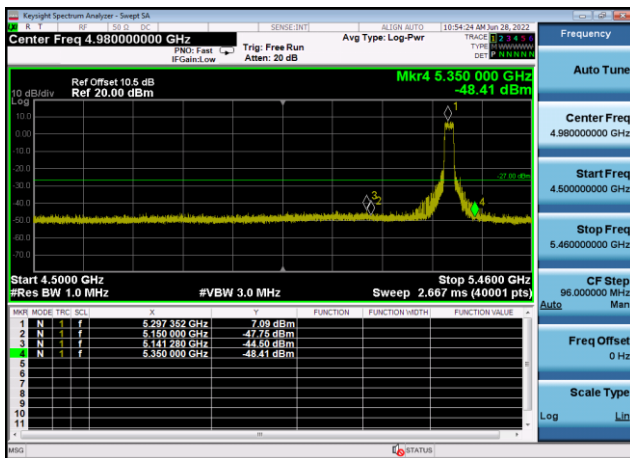 Keysight Spectrum Analyzer - Swept SA
R T RF 50 Ω DC SENSE:INT ALIGN AUTO 10:54:24 AM Jun 28, 2022
Center Freq 4.980000000 GHz
PNO: Fast
IFGain:Low
Trig: Free Run
Atten: 20 dB
Avg Type: Log-Pwr
TRACE 1 2 3 4 5 6
TYPE M WWWWW
DET P N N N N N
Ref Offset 10.5 dB
Ref 20.00 dBm
Mkr4 5.350 000 GHz
-48.41 dBm
10 dB/div
Log
10.0
0.00
-10.0
-20.0
-30.0
-40.0
-50.0
-60.0
-70.0
1
-27.00 dBm
3
2
4
Start 4.5000 GHz
Stop 5.4600 GHz
#Res BW 1.0 MHz
#VBW 3.0 MHz
Sweep 2.667 ms (40001 pts)
MKR MODE TRC SCL X Y FUNCTION FUNCTION WIDTH FUNCTION VALUE
1 N 1 f 5.297 352 GHz 7.09 dBm
2 N 1 f 5.150 000 GHz -47.75 dBm
3 N 1 f 5.141 280 GHz -44.50 dBm
4 N 1 f 5.350 000 GHz -48.41 dBm
5
6
7
8
9
10
11
MSG
STATUS
Frequency
Auto Tune
Center Freq
4.980000000 GHz
Start Freq
4.500000000 GHz
Stop Freq
5.460000000 GHz
CF Step
96.000000 MHz
Auto Man
Freq Offset
0 Hz
Scale Type
Log Lin